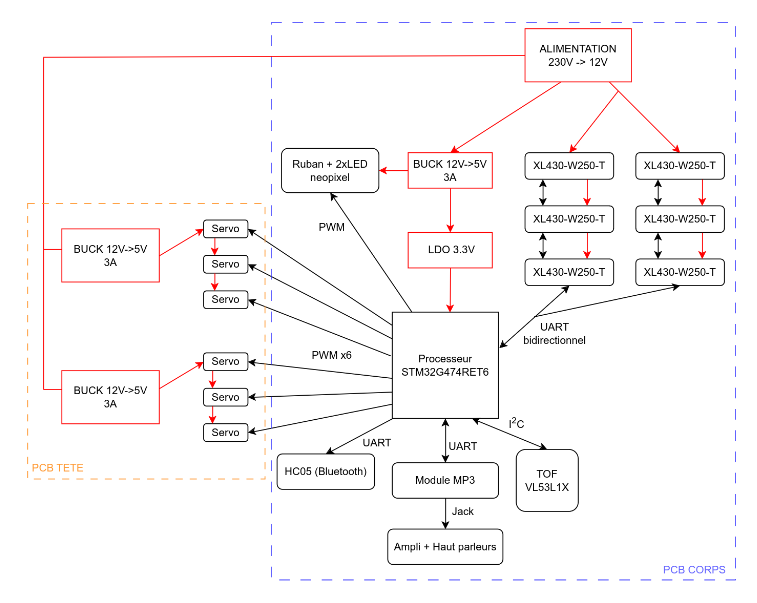 ALIMENTATION
230V -> 12V
Ruban + 2xLED
neopixel
BUCK 12V->5V
3A
XL430-W250-T
XL430-W250-T
PWM
XL430-W250-T
XL430-W250-T
BUCK 12V->5V
3A
Servo
Servo
Servo
LDO 3.3V
XL430-W250-T
XL430-W250-T
UART
bidirectionnel
Processeur
STM32G474RET6
PWM x6
BUCK 12V->5V
3A
Servo
Servo
Servo
I²C
UART
UART
PCB TETE
HC05 (Bluetooth)
Module MP3
TOF
VL53L1X
Jack
Ampli + Haut parleurs
PCB CORPS